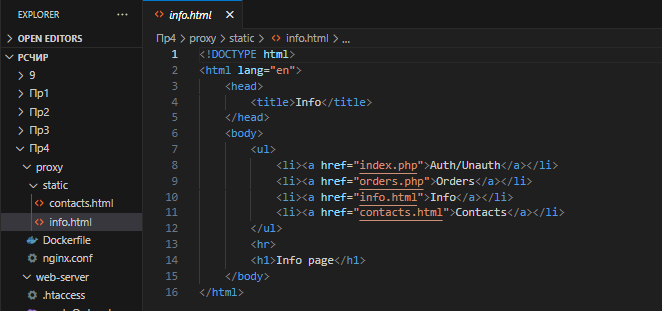 EXPLORER
OPEN EDITORS
РСЧИР
9
Пр1
Пр2
Пр3
Пр4
proxy
static
contacts.html
info.html
Dockerfile
nginx.conf
web-server
.htaccess
info.html
Пр4 > proxy > static > info.html > ...
1 <!DOCTYPE html>
2 <html lang="en">
3 <head>
4 <title>Info</title>
5 </head>
6 <body>
7 <ul>
8 <li><a href="index.php">Auth/Unauth</a></li>
9 <li><a href="orders.php">Orders</a></li>
10 <li><a href="info.html">Info</a></li>
11 <li><a href="contacts.html">Contacts</a></li>
12 </ul>
13 <hr>
14 <h1>Info page</h1>
15 </body>
16 </html>